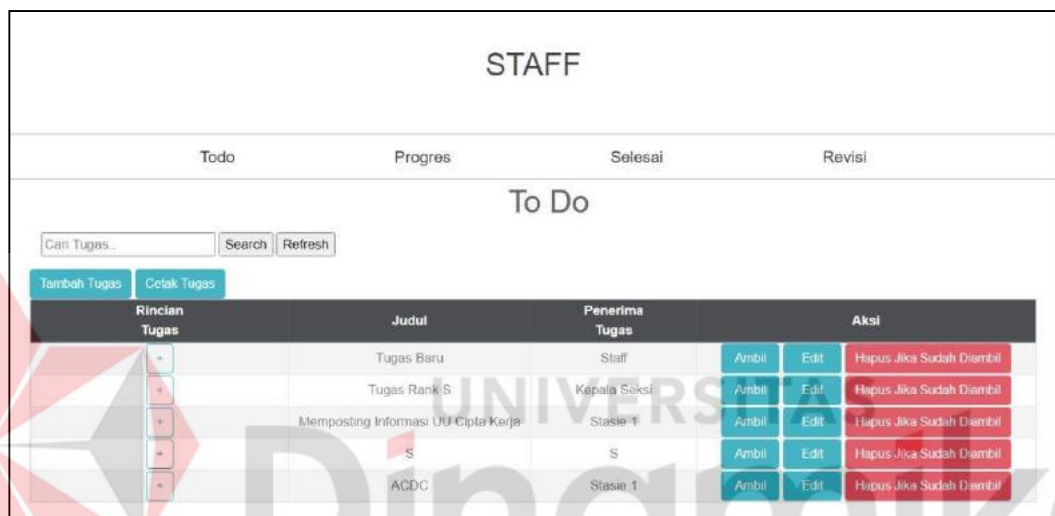 STAFF
Todo Progres Selesai Revisi
To Do
Cari Tugas.. Search Refresh
Tambah Tugas Cetak Tugas
Rincian Tugas Judul Penerima Tugas Aksi
+ Tugas Baru Staff Ambil Edit Hapus Jika Sudah Diambil
+ Tugas Rank S Kepala Seksi Ambil Edit Hapus Jika Sudah Diambil
+ Memposting Informasi UU Cipta Kerja Stasie 1 Ambil Edit Hapus Jika Sudah Diambil
+ S S Ambil Edit Hapus Jika Sudah Diambil
+ ACDC Stasie 1 Ambil Edit Hapus Jika Sudah Diambil
UNIVERSITAS
Dinamika